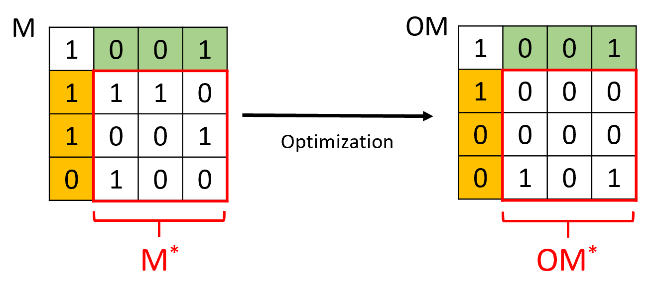 M
1 0 0 1
1 1 1 0
1 0 0 1
0 1 0 0
M*
Optimization
OM
1 0 0 1
1 0 0 0
0 0 0 0
0 1 0 1
OM*